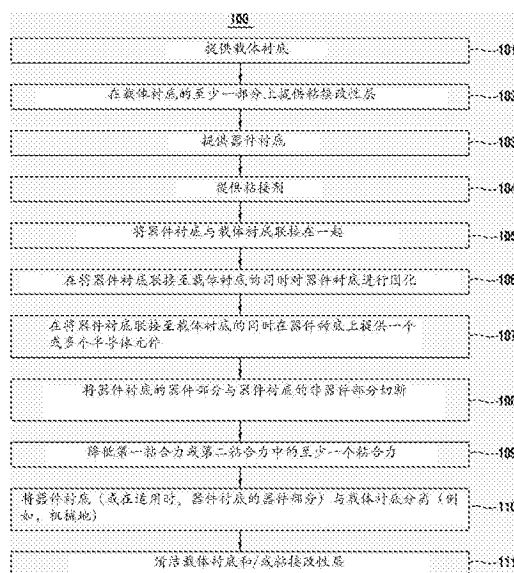 100
提供载体衬底
101
在载体衬底的至少一部分上提供粘接改性层
102
提供器件衬底
103
提供粘接剂
104
将器件衬底与载体衬底联接在一起
105
在将器件衬底联接至载体衬底的同时对器件衬底进行图化
106
在将器件衬底联接至载体衬底的同时在器件衬底上提供一个
或多个半导体元件
107
将器件衬底的器件部分与器件衬底的非器件部分切断
108
降低第一粘合力或第二粘合力中的至少一个粘合力
109
将器件衬底（或在适用时，器件衬底的器件部分）与载体衬底分离（例
如，机械地）
110
清洁载体衬底和/或粘接改性层
111